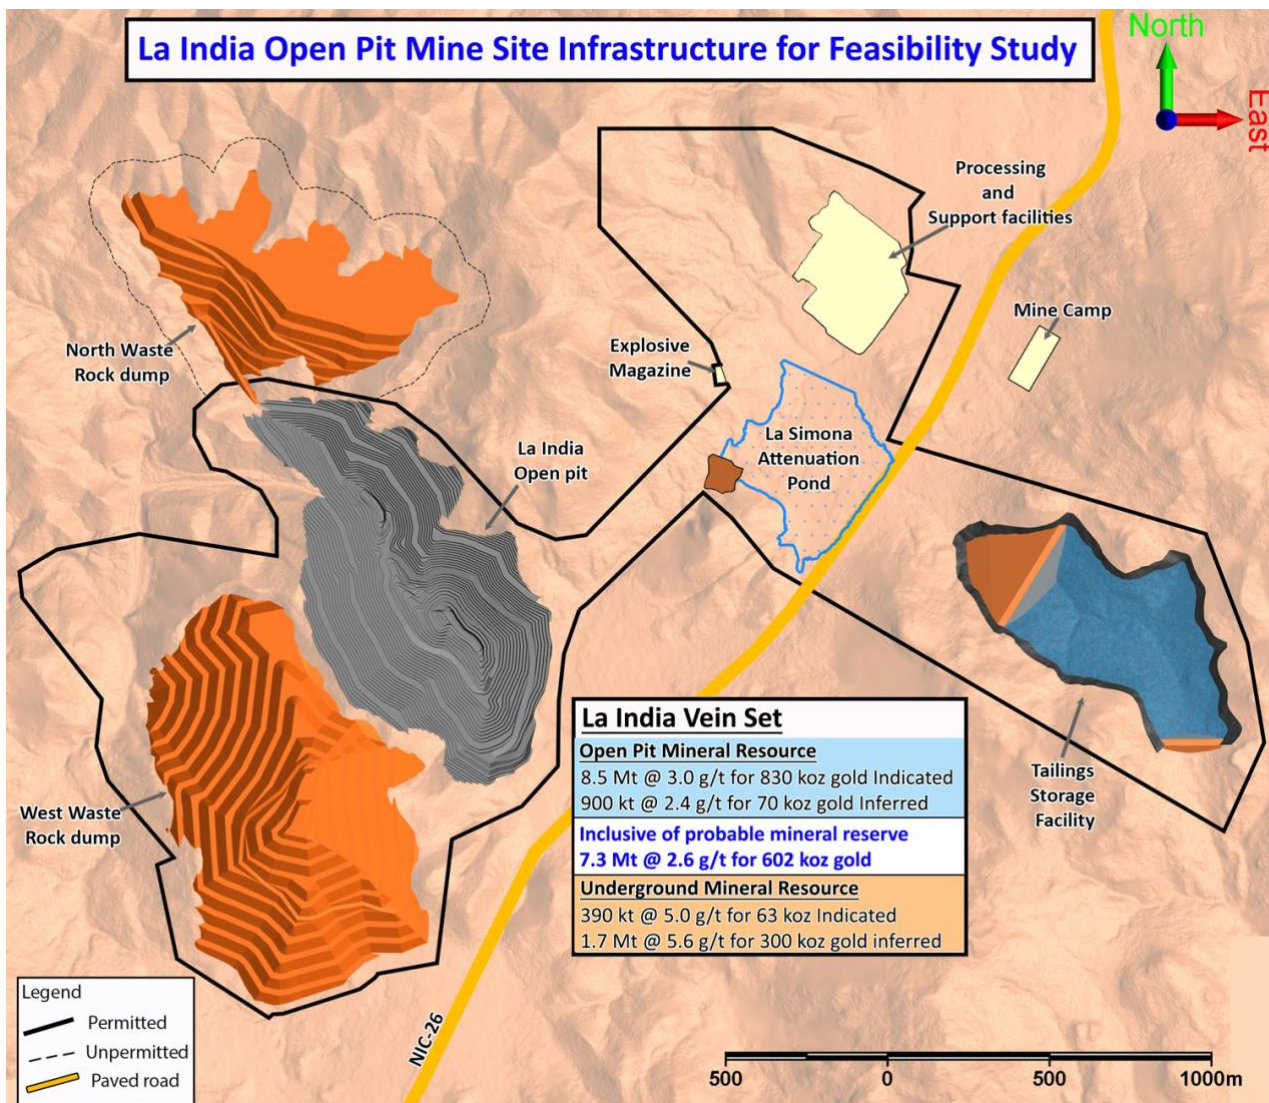 La India Open Pit Mine Site Infrastructure for Feasibility Study
North
East
Processing
and
Support facilities
Mine Camp
Explosive
Magazine
North Waste
Rock dump
La India
Open pit
La Simona
Attenuation
Pond
West Waste
Rock dump
Tailings
Storage
Facility
La India Vein Set
Open Pit Mineral Resource
8.5 Mt @ 3.0 g/t for 830 koz gold Indicated
900 kt @ 2.4 g/t for 70 koz gold Inferred
Inclusive of probable mineral reserve
7.3 Mt @ 2.6 g/t for 602 koz gold
Underground Mineral Resource
390 kt @ 5.0 g/t for 63 koz Indicated
1.7 Mt @ 5.6 g/t for 300 koz gold inferred
Legend
Permitted
Unpermitted
Paved road
NIC-26
500 0 500 1000m